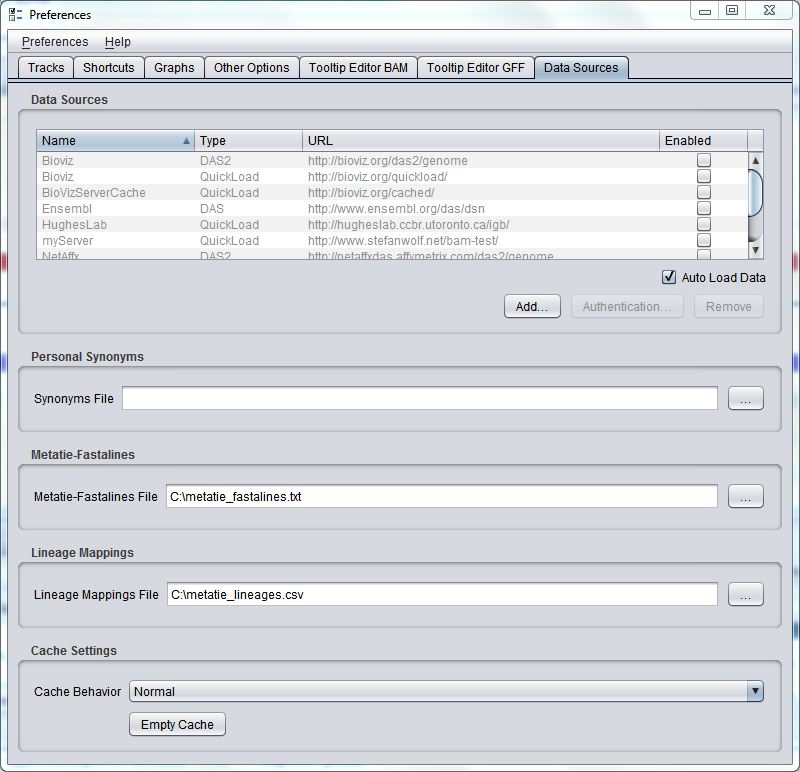 Preferences
Preferences Help
Tracks Shortcuts Graphs Other Options Tooltip Editor BAM Tooltip Editor GFF Data Sources
Data Sources
Name Type URL Enabled
Bioviz DAS2 http://bioviz.org/das2/genome
Bioviz QuickLoad http://bioviz.org/quickload/
BioVizServerCache QuickLoad http://bioviz.org/cached/
Ensembl DAS http://www.ensembl.org/das/dsn
HughesLab QuickLoad http://hugheslab.ccbr.utoronto.ca/igb/
myServer QuickLoad http://www.stefanwolf.net/bam-test/
NetAffx DAS2 http://netaffxdas.affymetrix.com/das2/genome
Auto Load Data
Add... Authentication... Remove
Personal Synonyms
Synonyms File ...
Metatie-Fastalines
Metatie-Fastalines File C:\metatie_fastalines.txt ...
Lineage Mappings
Lineage Mappings File C:\metatie_lineages.csv ...
Cache Settings
Cache Behavior Normal
Empty Cache